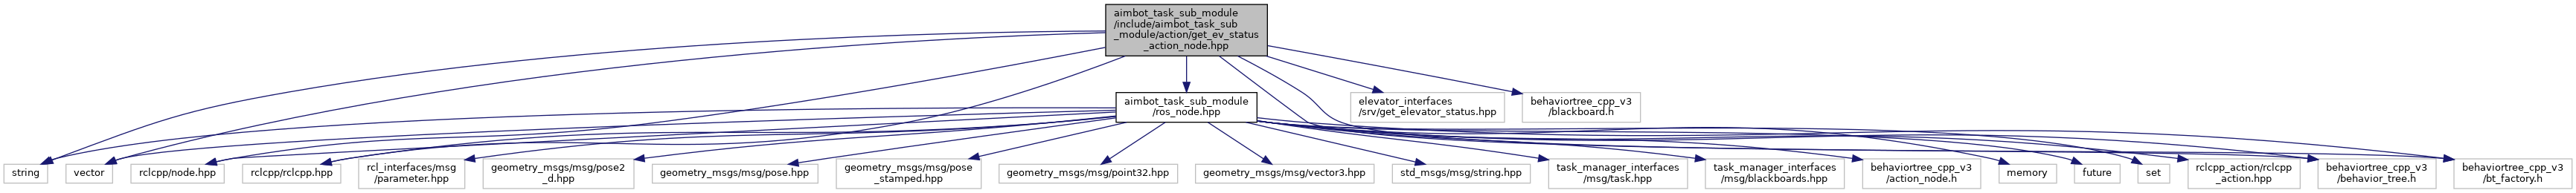 aimbot_task_sub_module
/include/aimbot_task_sub
_module/action/get_ev_status
_action_node.hpp
aimbot_task_sub_module
/ros_node.hpp
elevator_interfaces
/srv/get_elevator_status.hpp
behaviortree_cpp_v3
/blackboard.h
string
vector
rclcpp/node.hpp
rclcpp/rclcpp.hpp
rcl_interfaces/msg
/parameter.hpp
geometry_msgs/msg/pose2
_d.hpp
geometry_msgs/msg/pose.hpp
geometry_msgs/msg/pose
_stamped.hpp
geometry_msgs/msg/point32.hpp
geometry_msgs/msg/vector3.hpp
std_msgs/msg/string.hpp
task_manager_interfaces
/msg/task.hpp
task_manager_interfaces
/msg/blackboards.hpp
behaviortree_cpp_v3
/action_node.h
memory
future
set
rclcpp_action/rclcpp
_action.hpp
behaviortree_cpp_v3
/behavior_tree.h
behaviortree_cpp_v3
/bt_factory.h